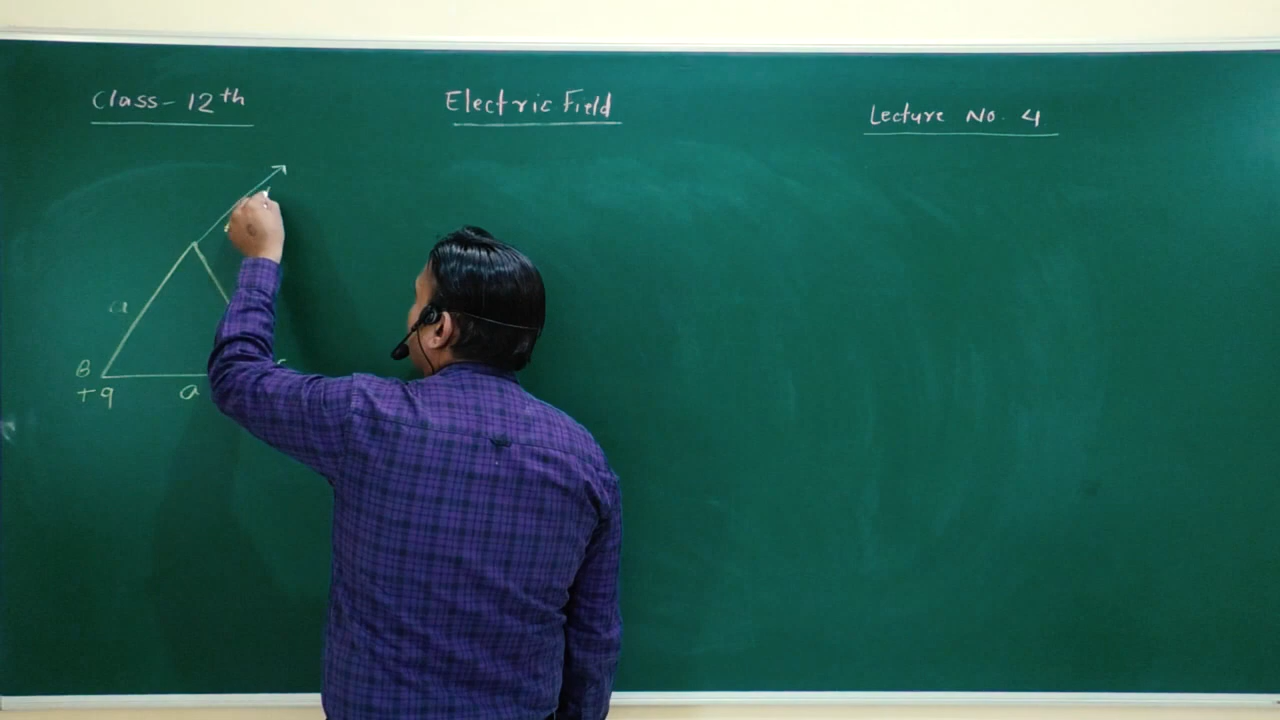 Class - 12th
Electric Field
Lecture No. 4
a
B
+q
a